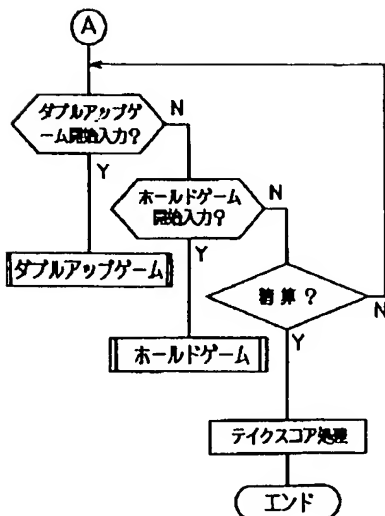 A
ダブルアップゲ
ーム開始入力?
N
Y
ホールドゲーム
開始入力?
N
Y
ダブルアップゲーム
精算?
N
Y
ホールドゲーム
テイクスコア処理
エンド